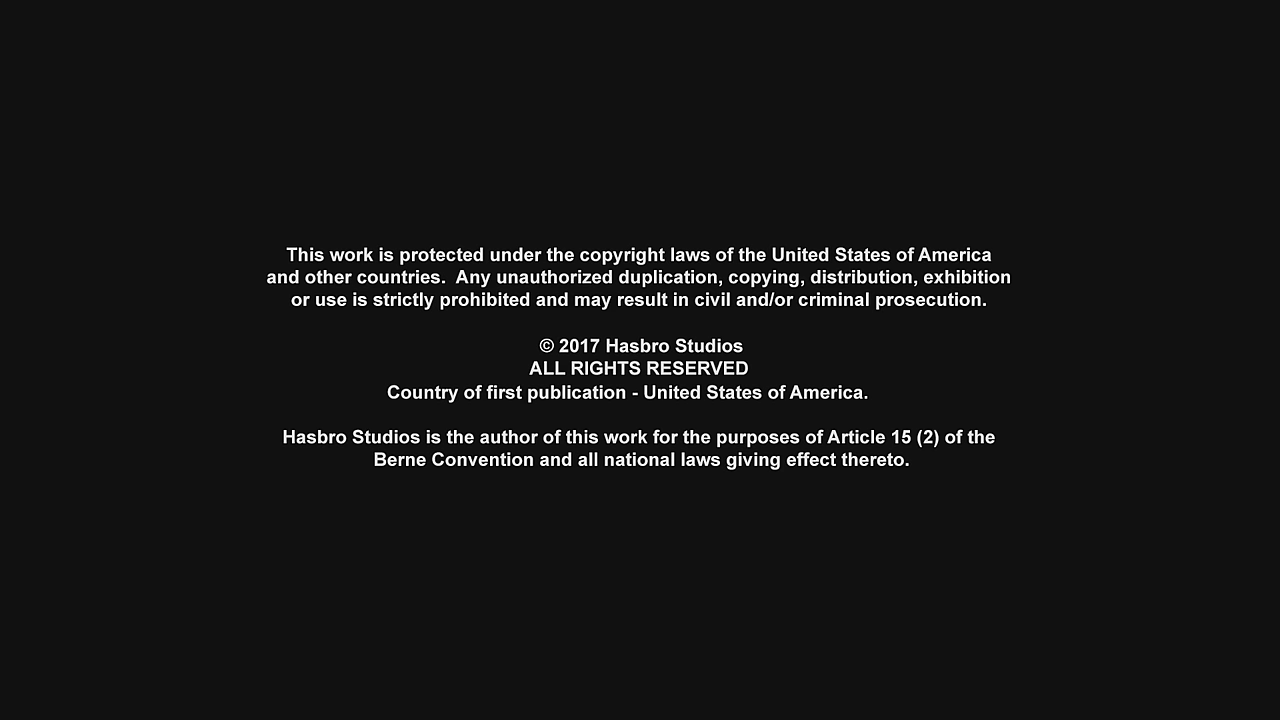 This work is protected under the copyright laws of the United States of America
and other countries.  Any unauthorized duplication, copying, distribution, exhibition
or use is strictly prohibited and may result in civil and/or criminal prosecution.
© 2017 Hasbro Studios
ALL RIGHTS RESERVED
Country of first publication - United States of America.
Hasbro Studios is the author of this work for the purposes of Article 15 (2) of the
Berne Convention and all national laws giving effect thereto.